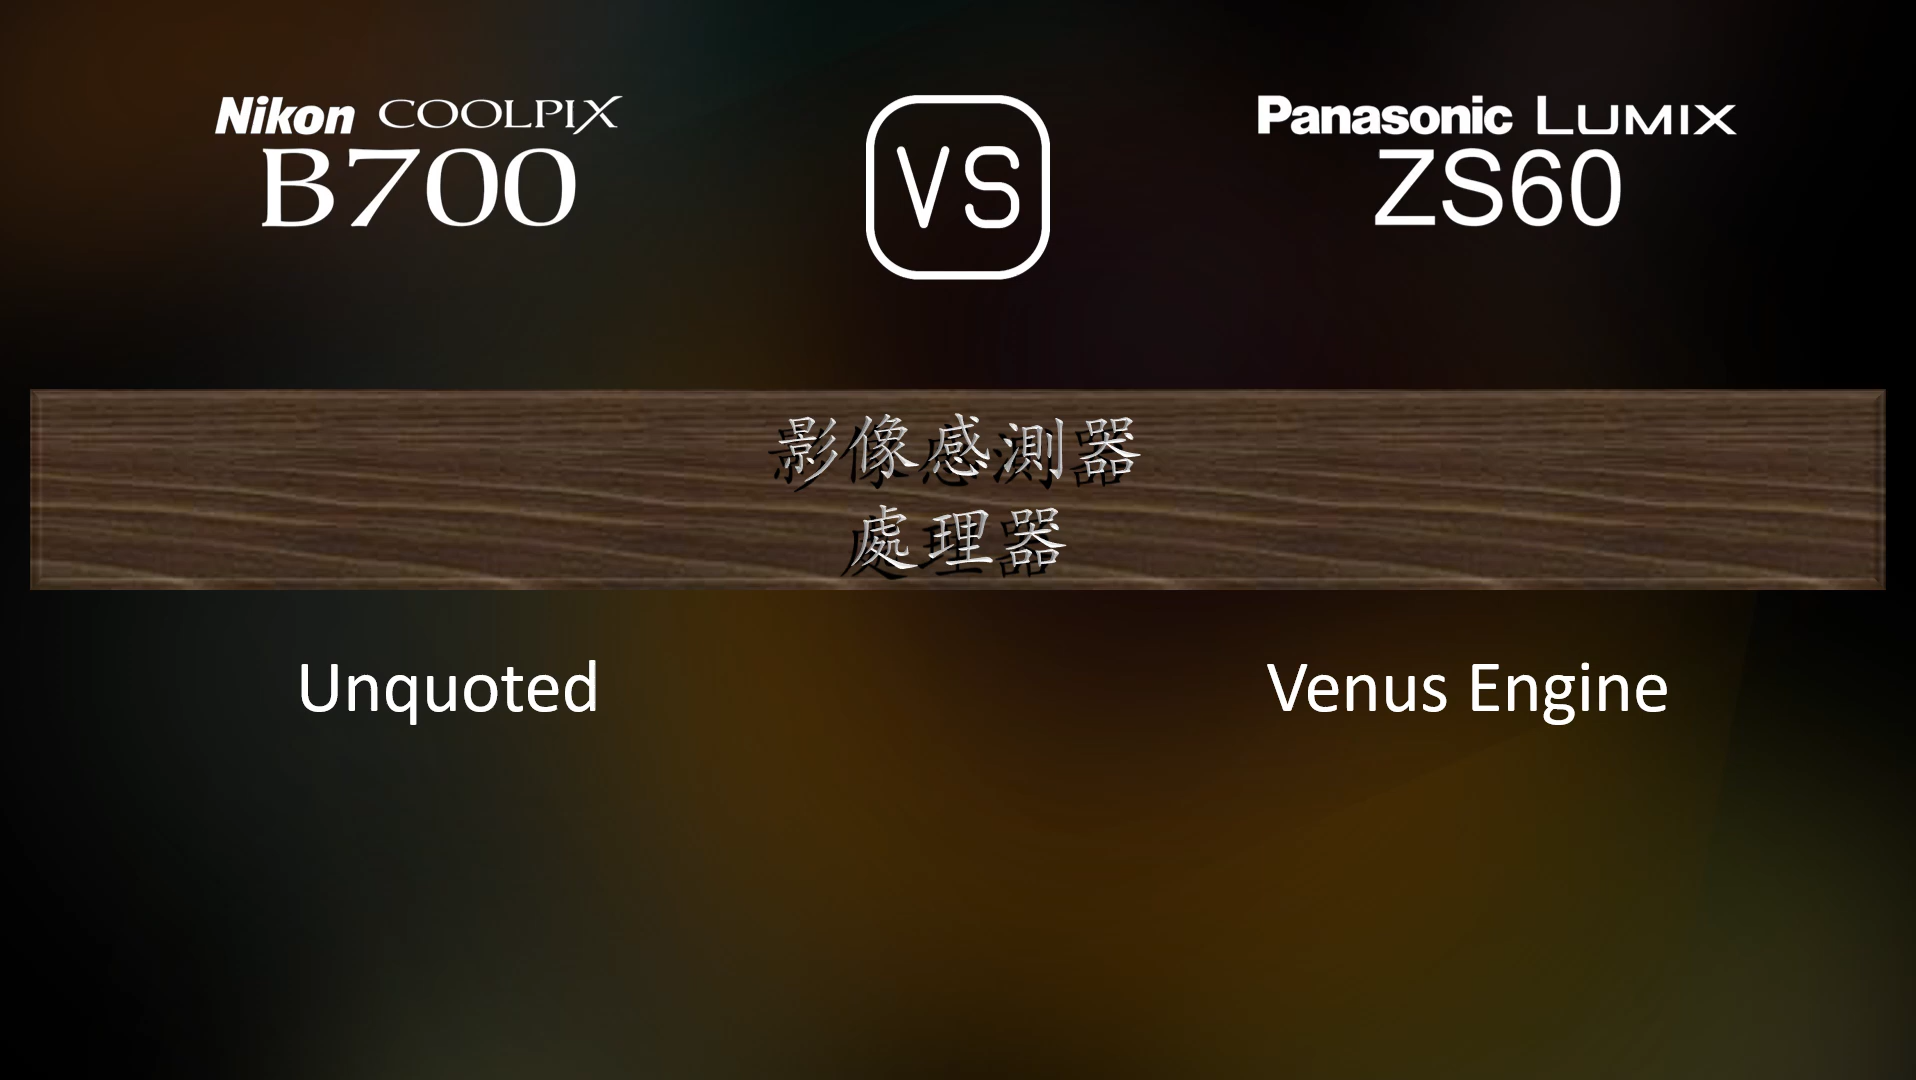 Nikon COOLPIX
B700
VS
Panasonic LUMIX
ZS60
影像感測器
處理器
Unquoted
Venus Engine